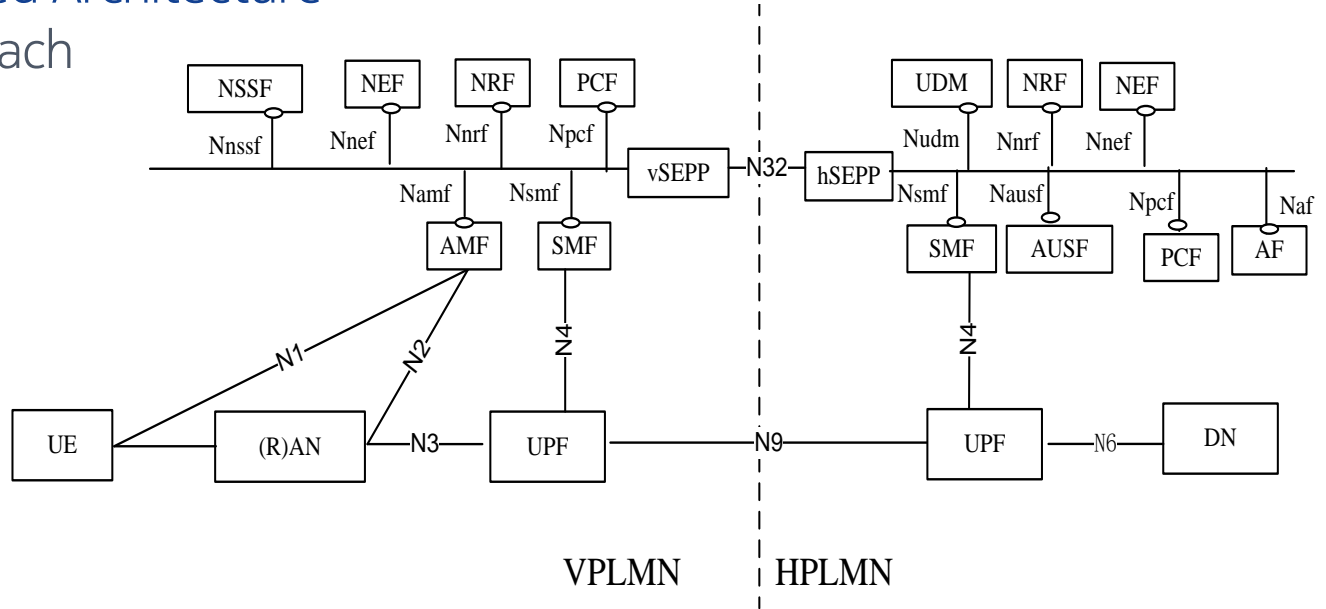 ach
NSSF
NEF
NRF
PCF
UDM
NRF
NEF
Nnssf
Nnef
Nnrf
Npcf
Nudm
Nnrf
Nnef
vSEPP
N32
hSEPP
Namf
Nsmf
Nsmf
Nausf
Npcf
Naf
AMF
SMF
SMF
AUSF
PCF
AF
N1
N2
N4
N4
UE
(R)AN
N3
UPF
N9
UPF
N6
DN
VPLMN
HPLMN